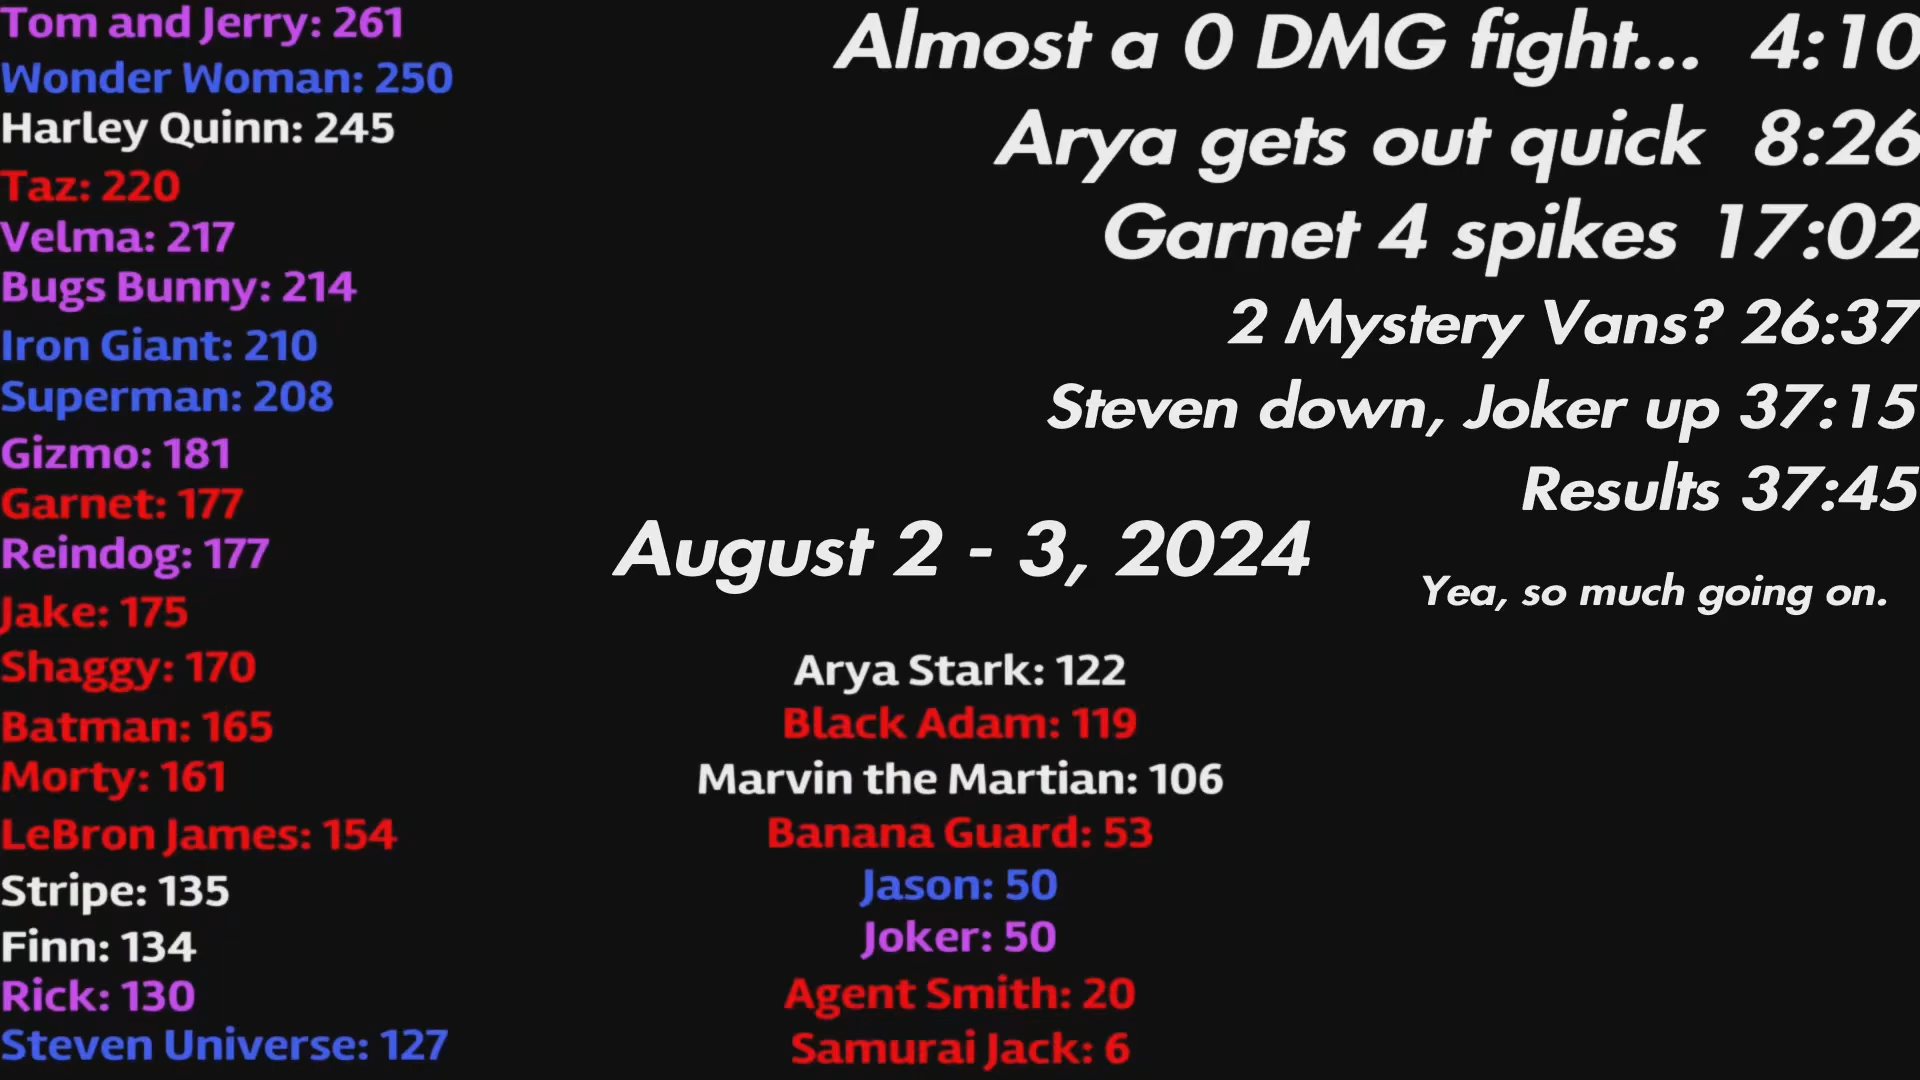 Tom and Jerry: 261
Wonder Woman: 250
Harley Quinn: 245
Taz: 220
Velma: 217
Bugs Bunny: 214
Iron Giant: 210
Superman: 208
Gizmo: 181
Garnet: 177
Reindog: 177
Jake: 175
Shaggy: 170
Batman: 165
Morty: 161
LeBron James: 154
Stripe: 135
Finn: 134
Rick: 130
Steven Universe: 127
August 2 - 3, 2024
Arya Stark: 122
Black Adam: 119
Marvin the Martian: 106
Banana Guard: 53
Jason: 50
Joker: 50
Agent Smith: 20
Samurai Jack: 6
Almost a 0 DMG fight... 4:10
Arya gets out quick 8:26
Garnet 4 spikes 17:02
2 Mystery Vans? 26:37
Steven down, Joker up 37:15
Results 37:45
Yea, so much going on.